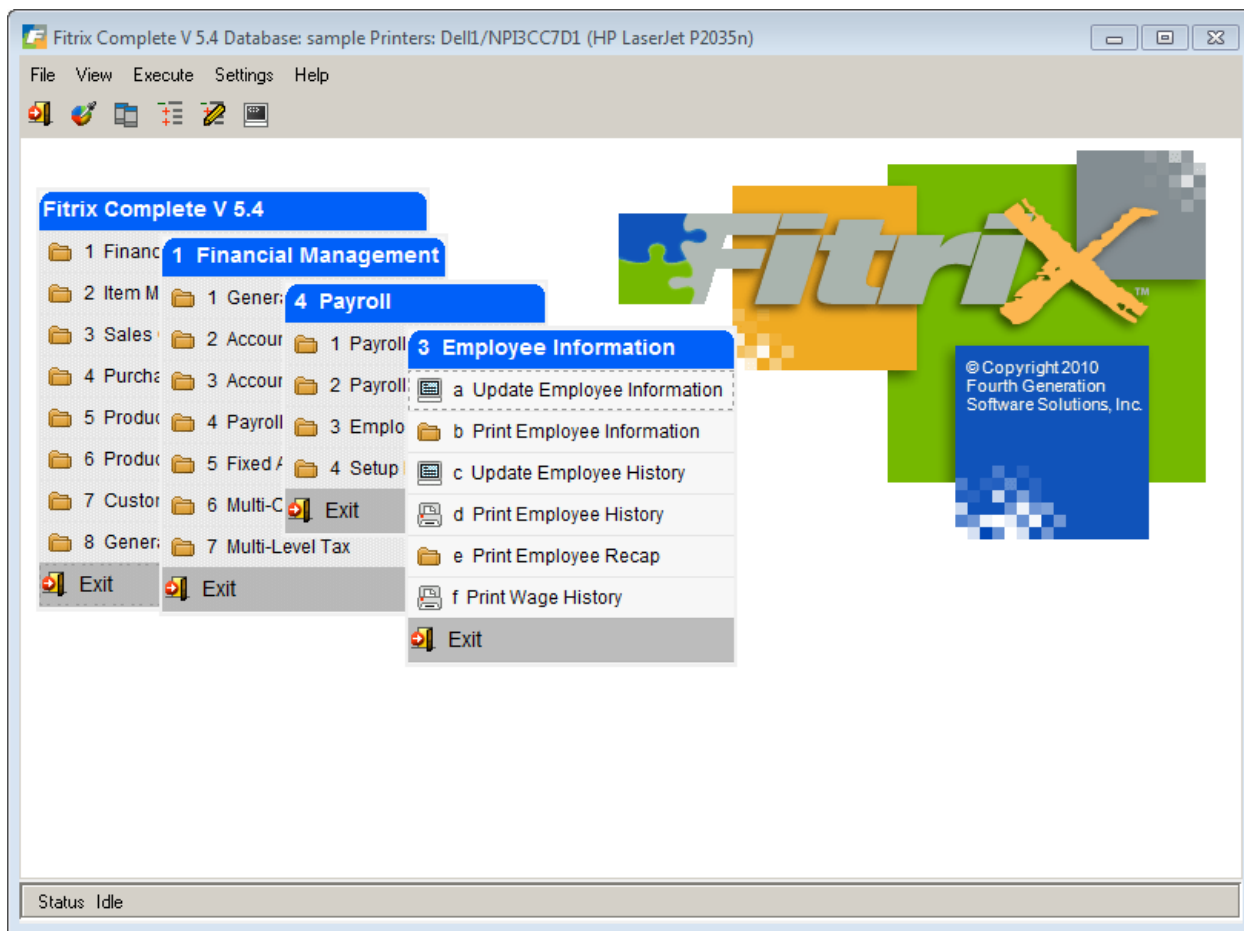 Fitrix Complete V 5.4 Database: sample Printers: Dell1/NPI3CC7D1 (HP LaserJet P2035n)
File View Execute Settings Help
Fitrix Complete V 5.4
1 Financ
2 Item M
3 Sales
4 Purcha
5 Produc
6 Produc
7 Custor
8 Genera
Exit
1 Financial Management
1 Genera
2 Accour
3 Accour
4 Payroll
5 Fixed A
6 Multi-C
7 Multi-Level Tax
Exit
4 Payroll
1 Payroll
2 Payroll
3 Emplo
4 Setup
Exit
3 Employee Information
a Update Employee Information
b Print Employee Information
c Update Employee History
d Print Employee History
e Print Employee Recap
f Print Wage History
Exit
FitriX TM
© Copyright 2010
Fourth Generation
Software Solutions, Inc.
Status Idle